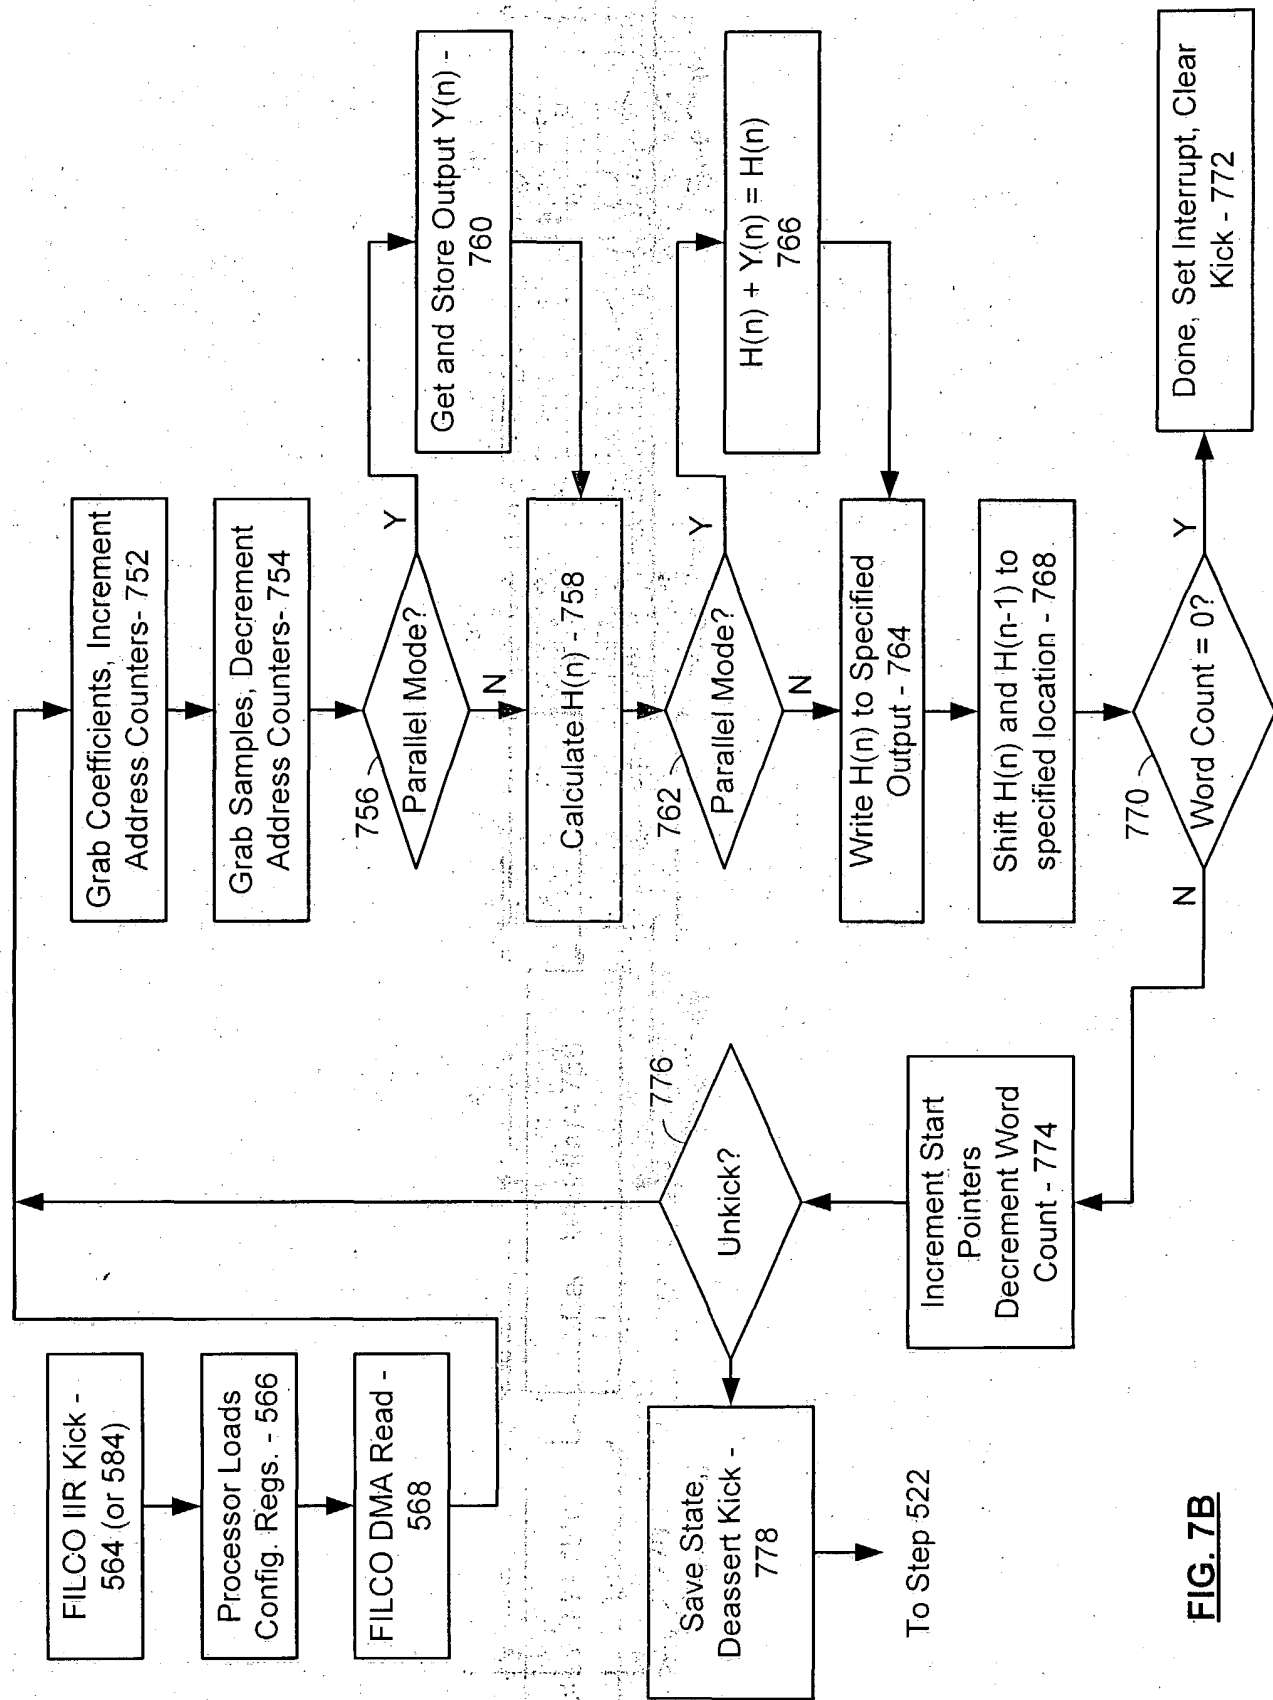 FILCO IIR Kick -
564 (or 584)
Processor Loads
Config. Regs. - 566
FILCO DMA Read -
568
Grab Coefficients, Increment
Address Counters- 752
Grab Samples, Decrement
Address Counters- 754
756
Parallel Mode?
Y
N
Get and Store Output Y(n) -
760
Calculate H(n) - 758
762
Parallel Mode?
Y
N
H(n) + Y(n) = H(n)
766
Write H(n) to Specified
Output - 764
Shift H(n) and H(n-1) to
specified location - 768
770
Word Count = 0?
Y
N
Done, Set Interrupt, Clear
Kick - 772
Increment Start
Pointers
Decrement Word
Count - 774
776
Unkick?
Save State,
Deassert Kick -
778
To Step 522
FIG. 7B